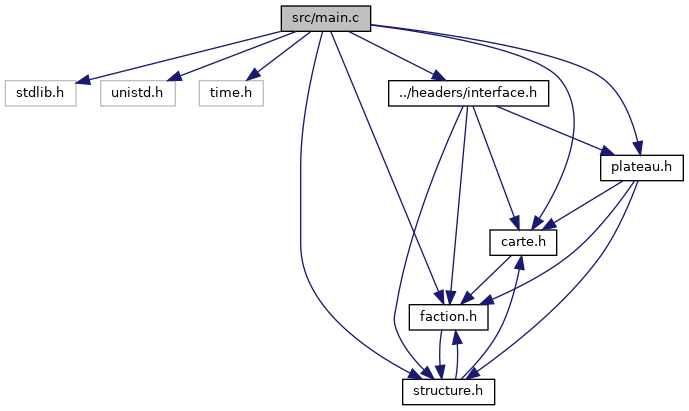 src/main.c
stdlib.h
unistd.h
time.h
../headers/interface.h
plateau.h
carte.h
faction.h
structure.h